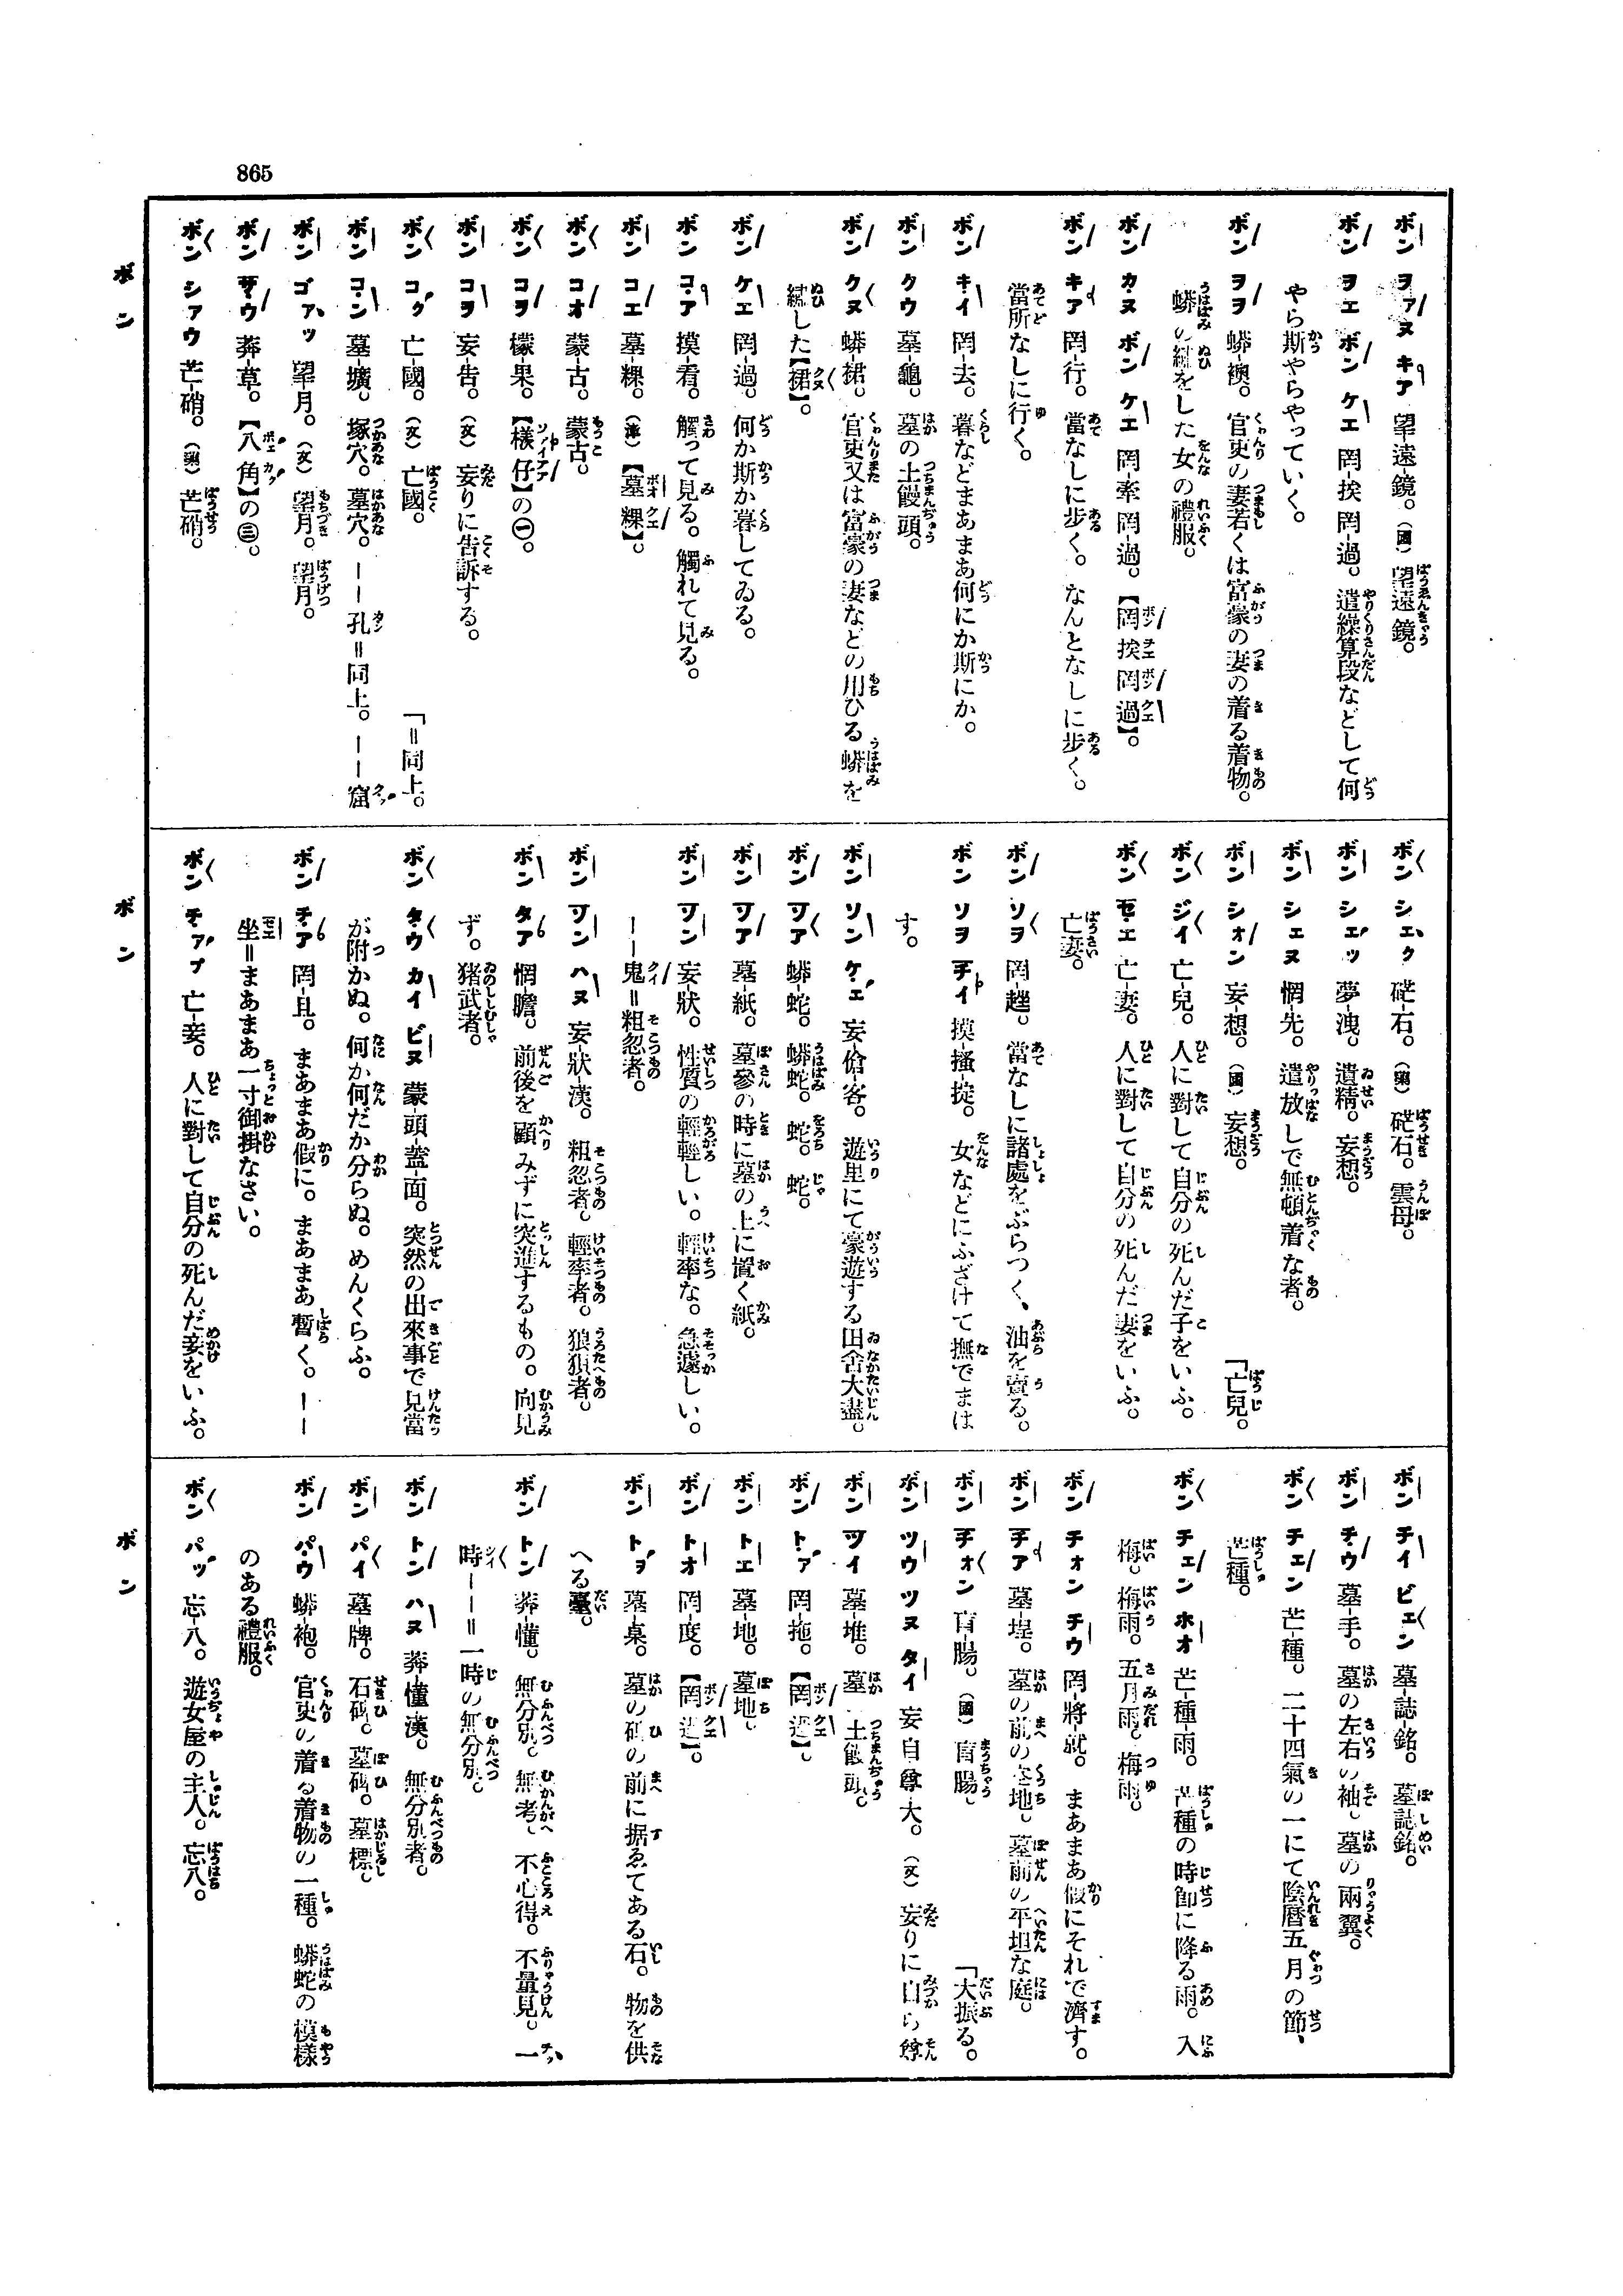 865
ボン ヲァヌ キア 望-遠-鏡。(國) 望遠鏡。
ボン ヲエ ボン ケエ 罔-挨 罔-過。 遣繰算段などして何
やら斯やらやっていく。
ボン ヲヲ 蟒-襖。 官吏の妻若くは富豪の妻の着る着物。
蟒の繍をした女の禮服。
ボン カヌ ボン ケエ 罔-牽 罔-過。【罔挨罔過】。
ボン キア 罔-行。 當なしに步く。なんとなしに步く。
當所なしに行く。
ボン キイ 罔-去。 暮などまあまあ何にか斯にか。
ボン クウ 墓-龜。 墓の土饅頭。
ボン クヌ 蟒-裙。 官吏又は富豪の妻などの用ひる蟒を
繍した【裙】。
ボン ケエ 罔-過。 何か斯か暮してゐる。
ボン コア 摸-看。 觸って見る。觸れて見る。
ボン コエ 墓-粿。(漳)【墓粿】。
ボン コオ 蒙-古。 蒙古。
ボン コヲ 檬-果。【檨仔】の㊀。
ボン コヲ 妄-告。(文) 妄りに告訴する。
ボン コク 亡-國。(文) 亡國。
「=同上。
ボン コン 墓-壙。 塚穴。墓穴。――孔=同上。――窟
ボン ゴァッ 望-月。(文) 望月。望月。
ボン サウ 莽-草。【八角】の㊂。
ボン シァウ 芒-硝。(藥) 芒硝。
ボン シェク 硭-石。(藥) 硭石。雲母。
ボン シェッ 夢-洩。 遺精。妄想。
ボン シェヌ 惘-先。 遣放しで無頓着な者。
ボン シォン 妄-想。(國) 妄想。
「亡兒。
ボン ジイ 亡-兒。 人に對して自分の死んだ子をいふ。
ボン セエ 亡-妻。 人に對して自分の死んだ妻をいふ。
亡妻。
ボン ソヲ 罔-趖。 當なしに諸處をぶらつく、油を賣る。
ボン ソヲ チイ 摸-搔-掟。 女などにふざけて撫でまは
す。
ボン ソン ケェ 妄-傖-客。 遊里にて豪遊する田舍大盡。
ボン ツア 蟒-蛇。 蟒蛇。蛇。蛇。
ボン ツア 墓-紙。 墓參の時に墓の上に置く紙。
ボン ツン 妄-狀。 性質の輕輕しい。輕率な。急遽しい。
――鬼=粗忽者。
ボン ツン ハヌ 妄-狀-漢。 粗忽者。輕率者。狼狽者。
ボン タア 惘-膽。 前後を顧みずに突進するもの。向見
ず。猪武者。
ボン タウ カイ ビヌ 蒙-頭-蓋-面。 突然の出來事で見當
が附かぬ。何か何だか分らぬ。めんくらふ。
ボン チア 罔-且。 まあまあ假に。まあまあ暫く。――
坐=まあまあ一寸御掛なさい。
ボン チァプ 亡-妾。 人に對して自分の死んだ妾をいふ。
ボン チイ ビェン 墓-誌-銘。 墓誌銘。
ボン チウ 墓-手。 墓の左右の袖。墓の兩翼。
ボン チェン 芒-種。 二十四氣の一にて陰曆五月の節、
芒種。
ボン チェン ホオ 芒-種-雨。 芒種の時節に降る雨。入
梅。梅雨。五月雨。梅雨。
ボン チォン チウ 罔-將-就。 まあまあ假にそれで濟す。
ボン チア 墓-埕。 墓の前の空地。墓前の平坦な庭。
ボン チォン 盲-腸。(國) 盲腸。
「大振る。
ボン ツウ ツヌ タイ 妄-自-尊-大。(文) 妄りに自ら尊
ボン ツイ 墓-堆。 墓 土饅頭。
ボン トァ 罔-拖。【罔過】。
ボン トエ 墓-地。 墓地。
ボン トオ 罔-度。【罔過】。
ボン トヲ 墓-桌。 墓の碑の前に据ゑてある石。物を供
へる臺。
ボン トン 莽-懂。 無分別。無考。不心得。不量見。一
時――=一時の無分別。
ボン トン ハヌ 莽-懂-漢。 無分別者。
ボン パイ 墓-牌。 石碑。墓碑。墓標。
ボン パウ 蟒-袍。 官吏の着る着物の一種。蟒蛇の模樣
のある禮服。
ボン パッ 忘-八。 遊女屋の主人。忘八。
ボン
ボン
ボン